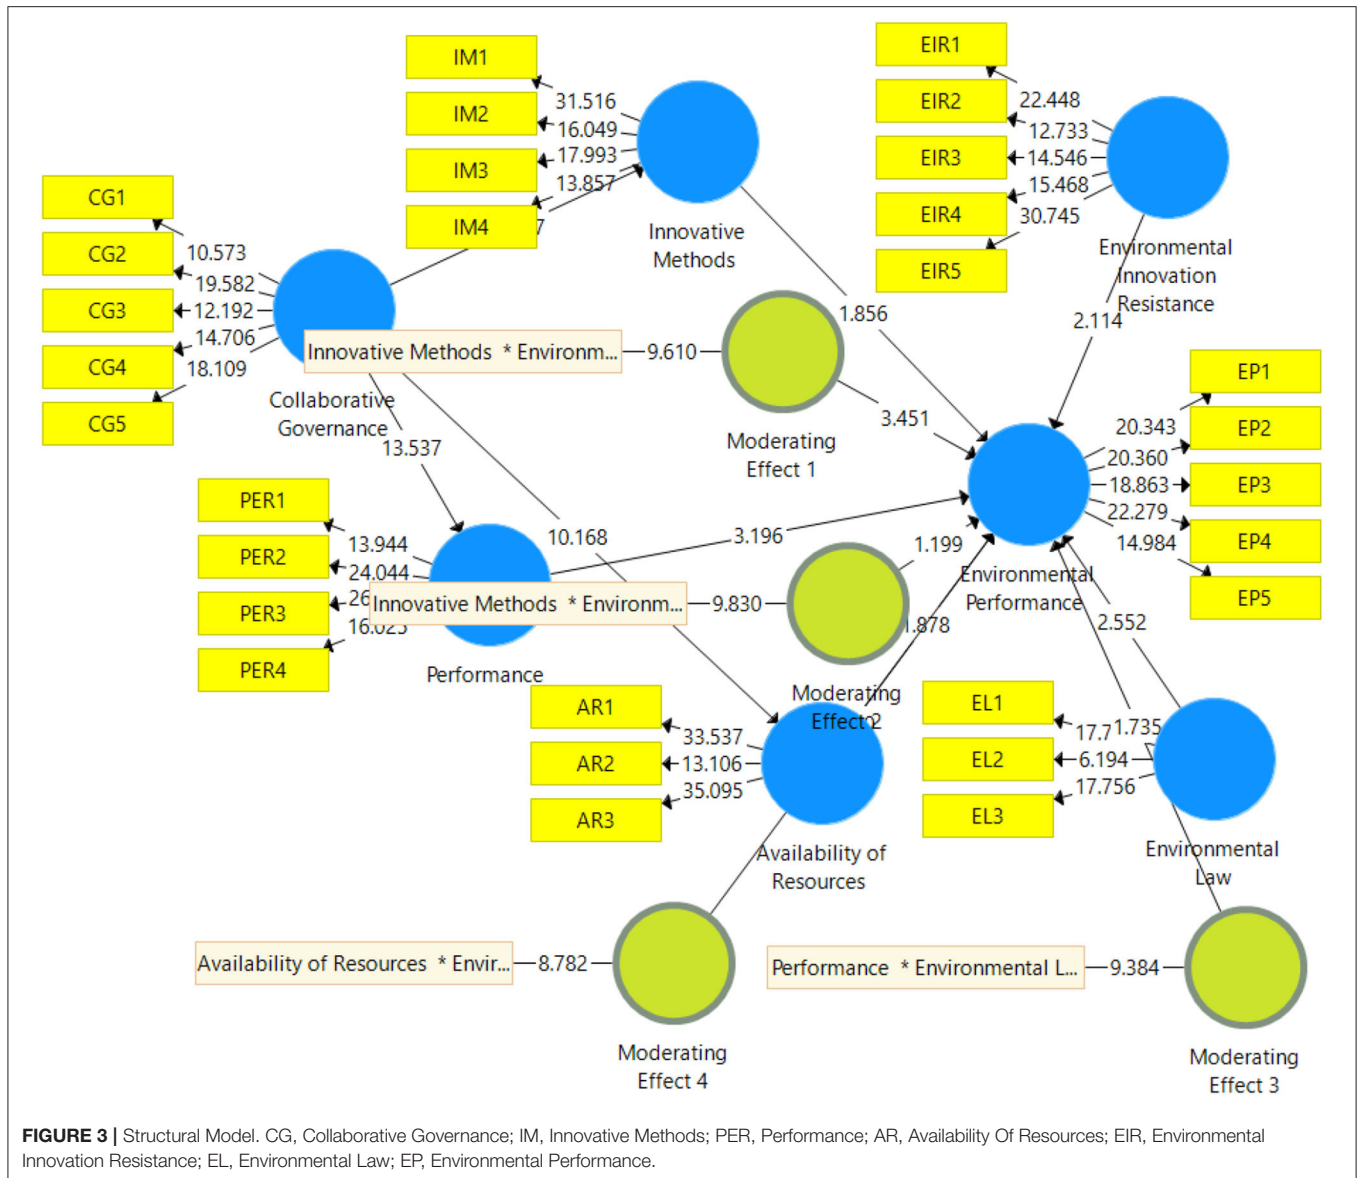 IM1
IM2
IM3
IM4
31.516
16.049
17.993
13.857
7
Innovative
Methods
EIR1
EIR2
EIR3
EIR4
EIR5
22.448
12.733
14.546
15.468
30.745
Environmental
Innovation
Resistance
CG1
CG2
CG3
CG4
CG5
10.573
19.582
12.192
14.706
18.109
Collaborative
Governance
Innovative Methods * Environm...
9.610
Moderating
Effect 1
1.856
2.114
3.451
13.537
10.168
3.196
1.199
1.878
2.552
1.735
EP1
EP2
EP3
EP4
EP5
20.343
20.360
18.863
22.279
14.984
Environmental
Performance
PER1
PER2
PER3
PER4
13.944
24.044
26
16.025
Performance
Innovative Methods * Environm...
9.830
Moderating
Effect 2
AR1
AR2
AR3
33.537
13.106
35.095
Availability of
Resources
EL1
EL2
EL3
17.7
6.194
17.756
Environmental
Law
Availability of Resources * Envir...
8.782
Moderating
Effect 4
Performance * Environmental L...
9.384
Moderating
Effect 3
FIGURE 3 | Structural Model. CG, Collaborative Governance; IM, Innovative Methods; PER, Performance; AR, Availability Of Resources; EIR, Environmental
Innovation Resistance; EL, Environmental Law; EP, Environmental Performance.